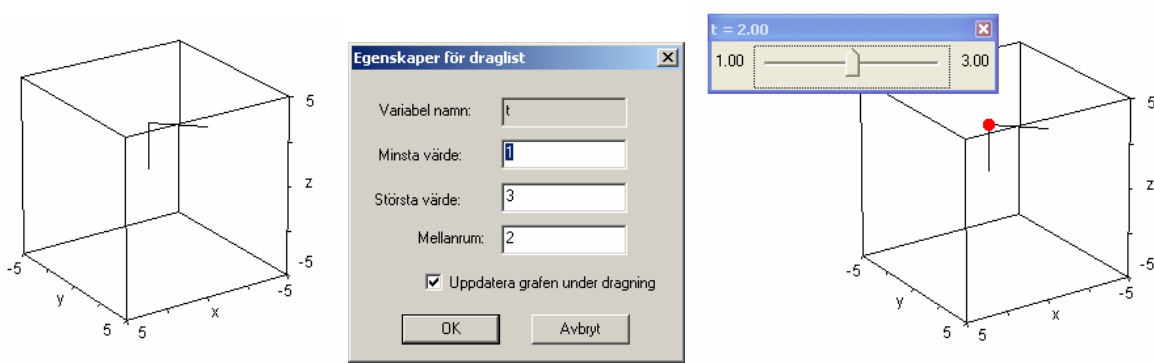 5
z
-5
-5
y
x
-5
5
5
Egenskaper för draglist
Variabel namn:
t
Minsta värde:
1
Största värde:
3
Mellanrum:
2
Uppdatera grafen under dragning
OK
Avbryt
t = 2.00
1.00
3.00
5
z
-5
-5
y
x
-5
5
5